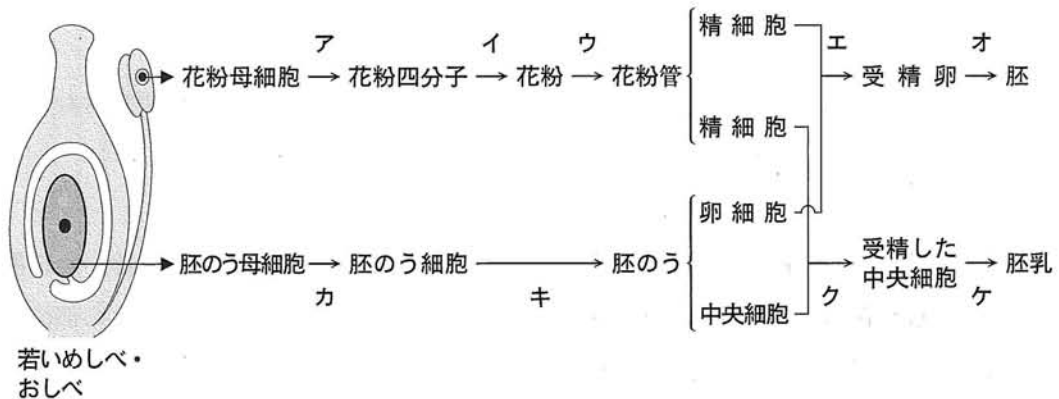 ア イ ウ 精細胞 エ オ
花粉母細胞 → 花粉四分子 → 花粉 → 花粉管 → 受精卵 → 胚
精細胞
卵細胞
胚のう母細胞 → 胚のう細胞 → 胚のう 受精した中央細胞 → 胚乳
カ キ 中央細胞 ク ケ
若いめしべ・
おしべ